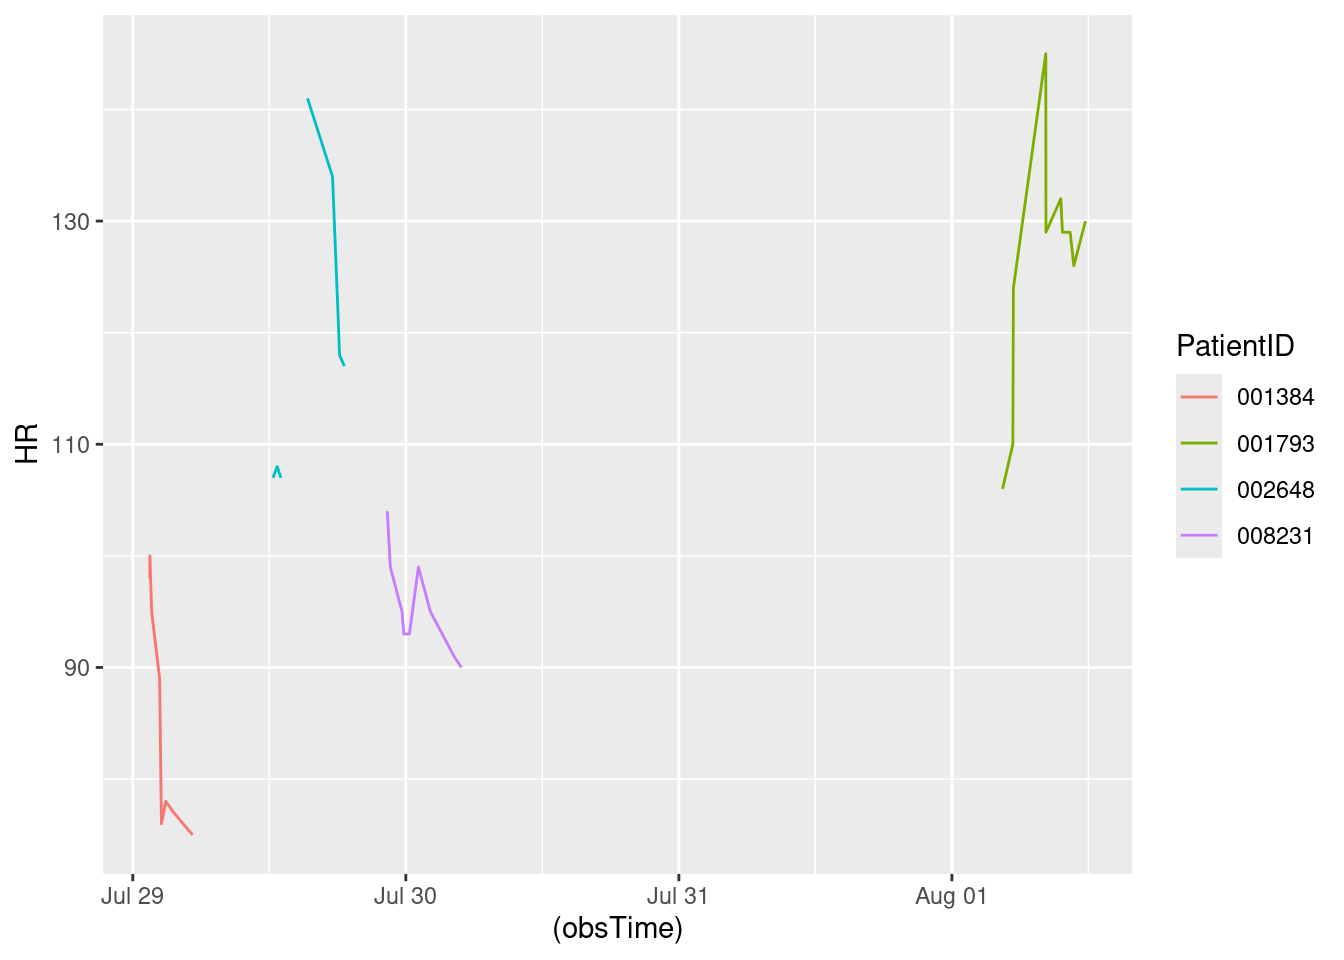 130
110
90
HR
Jul 29
Jul 30
Jul 31
Aug 01
(obsTime)
PatientID
001384
001793
002648
008231